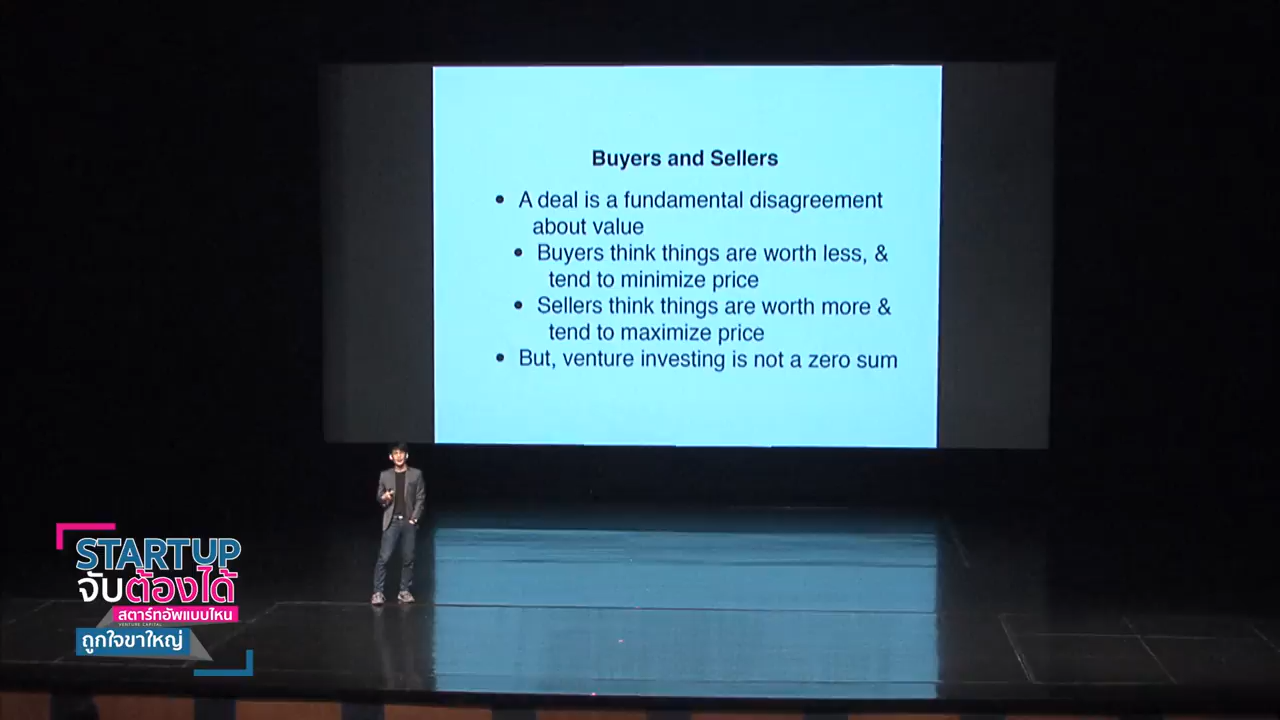 Buyers and Sellers
• A deal is a fundamental disagreement
about value
• Buyers think things are worth less, &
tend to minimize price
• Sellers think things are worth more &
tend to maximize price
• But, venture investing is not a zero sum
STARTUP
จับต้องได้
สตาร์ทอัพแบบไหน
VENTURE CAPITAL
ถูกใจขาใหญ่